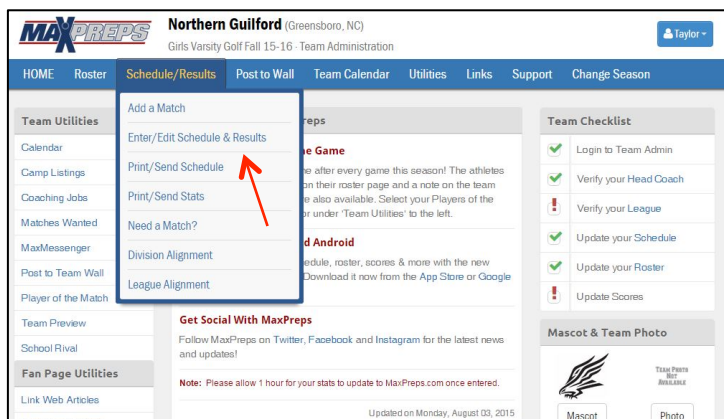 MAXPREPS
Northern Guilford (Greensboro, NC)
Girls Varsity Golf Fall 15-16 - Team Administration
Taylor
HOME Roster Schedule/Results Post to Wall Team Calendar Utilities Links Support Change Season
Team Utilities
Calendar
Camp Listings
Coaching Jobs
Matches Wanted
MaxMessenger
Post to Team Wall
Player of the Match
Team Preview
School Rival
Fan Page Utilities
Link Web Articles
Add a Match
Enter/Edit Schedule & Results
Print/Send Schedule
Print/Send Stats
Need a Match?
Division Alignment
League Alignment
reps
e Game
e after every game this season! The athletes
on their roster page and a note on the team
e also available. Select your Players of the
or under 'Team Utilities' to the left.
d Android
edule, roster, scores & more with the new
Download it now from the App Store or Google
Get Social With MaxPreps
Follow MaxPreps on Twitter, Facebook and Instagram for the latest news
and updates!
Note: Please allow 1 hour for your stats to update to MaxPreps.com once entered.
Updated on Monday, August 03, 2015
Team Checklist
Login to Team Admin
Verify your Head Coach
Verify your League
Update your Schedule
Update your Roster
Update Scores
Mascot & Team Photo
TEAM PHOTO
NOT
AVAILABLE
Mascot Photo